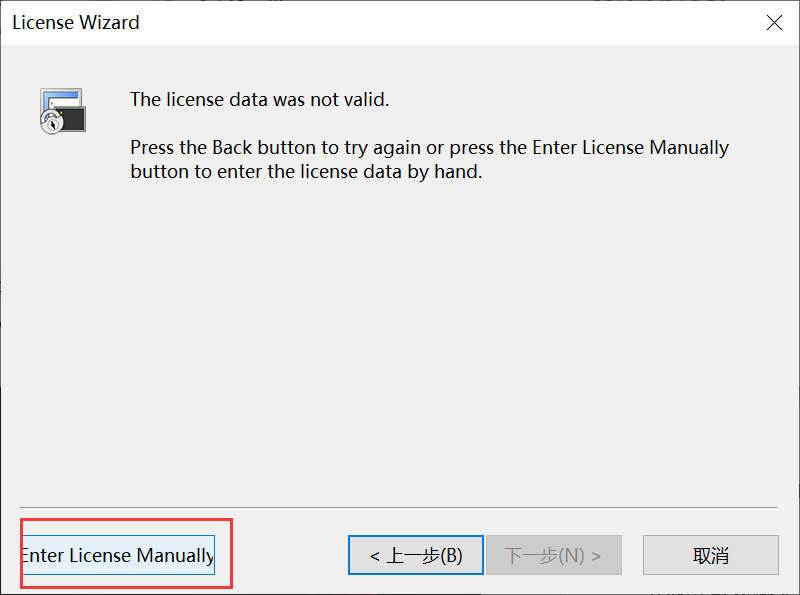 License Wizard
The license data was not valid.
Press the Back button to try again or press the Enter License Manually
button to enter the license data by hand.
Enter License Manually
< 上一步(B)
下一步(N) >
取消